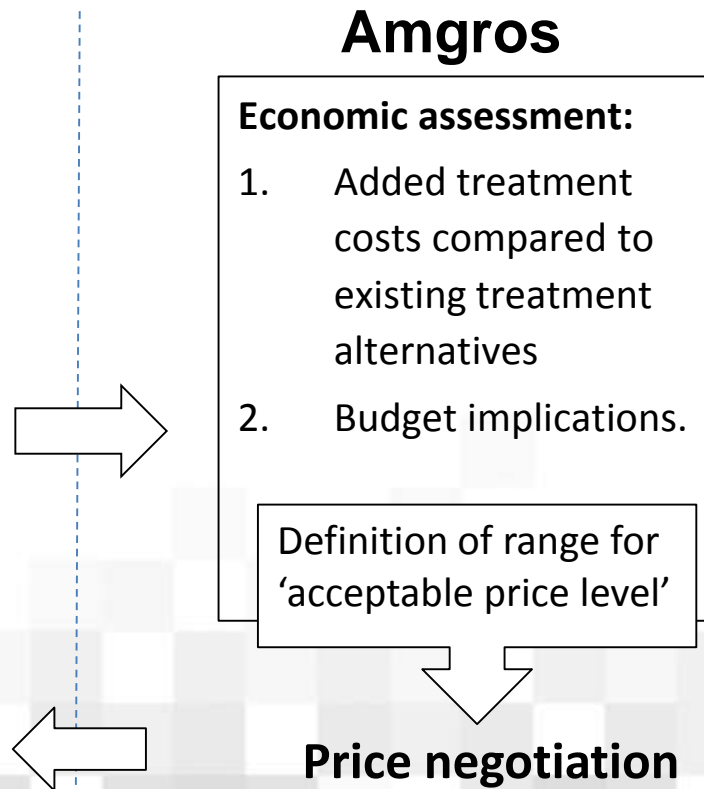 Amgros
Economic assessment:
1. Added treatment
costs compared to
existing treatment
alternatives
2. Budget implications.
Definition of range for
‘acceptable price level’
Price negotiation